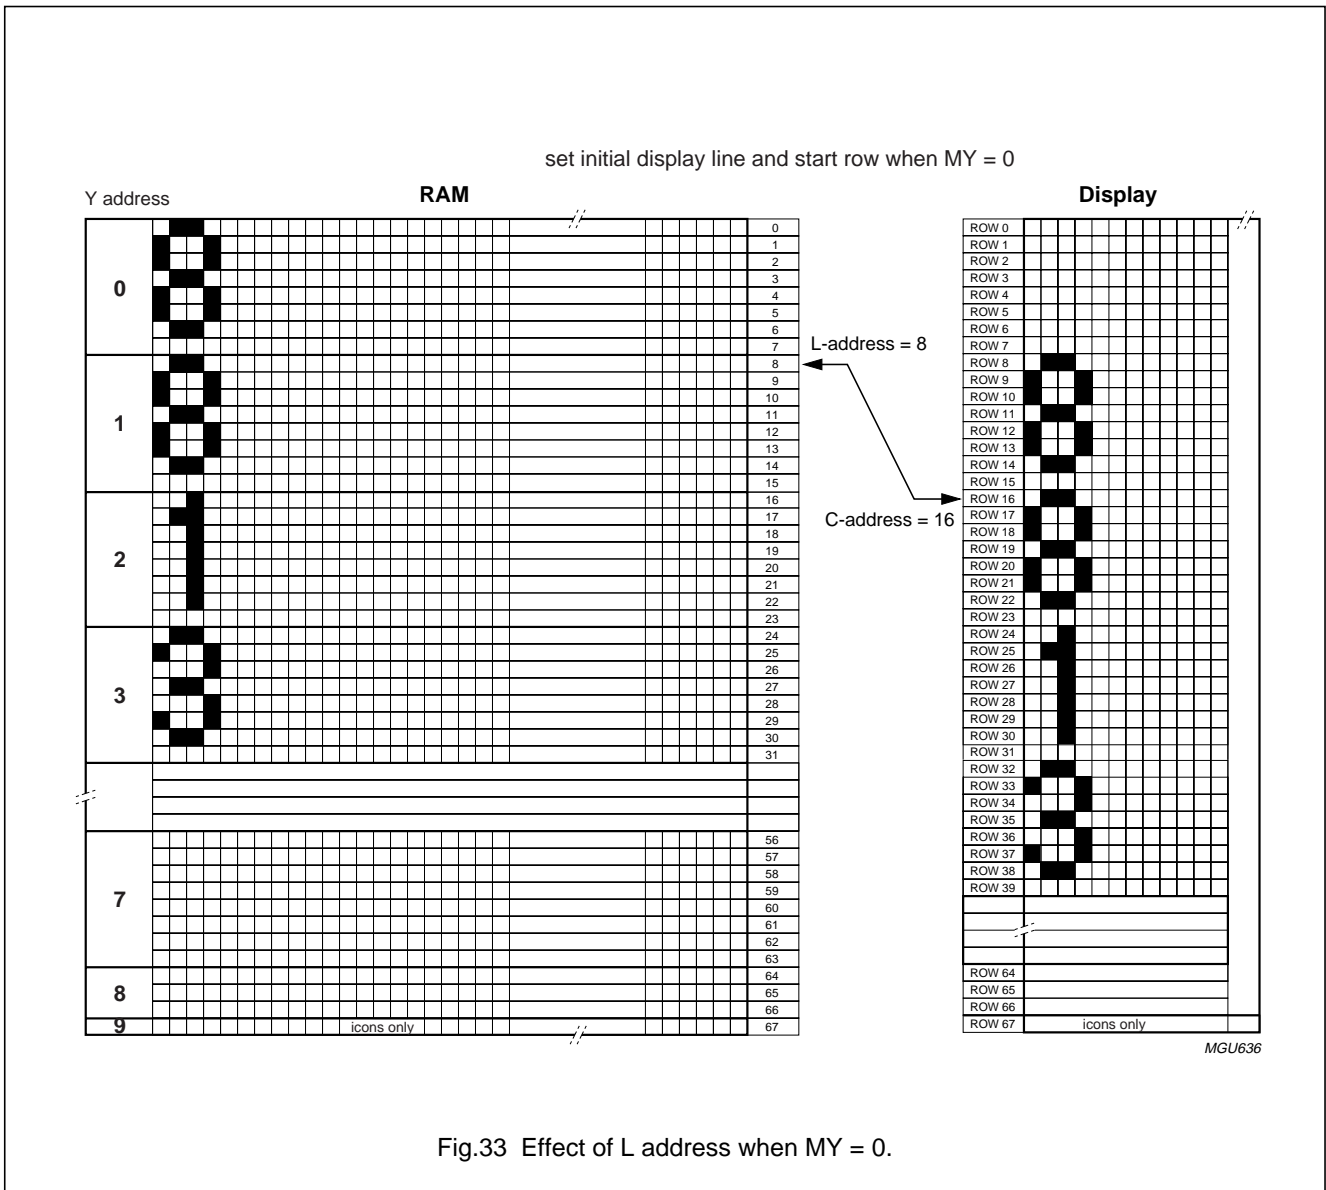 set initial display line and start row when MY = 0
Y address
RAM
Display
0
1
2
3
7
8
9
0
1
2
3
4
5
6
7
8
9
10
11
12
13
14
15
16
17
18
19
20
21
22
23
24
25
26
27
28
29
30
31
56
57
58
59
60
61
62
63
64
65
66
67
icons only
L-address = 8
C-address = 16
ROW 0
ROW 1
ROW 2
ROW 3
ROW 4
ROW 5
ROW 6
ROW 7
ROW 8
ROW 9
ROW 10
ROW 11
ROW 12
ROW 13
ROW 14
ROW 15
ROW 16
ROW 17
ROW 18
ROW 19
ROW 20
ROW 21
ROW 22
ROW 23
ROW 24
ROW 25
ROW 26
ROW 27
ROW 28
ROW 29
ROW 30
ROW 31
ROW 32
ROW 33
ROW 34
ROW 35
ROW 36
ROW 37
ROW 38
ROW 39
ROW 64
ROW 65
ROW 66
ROW 67
icons only
MGU636
Fig.33 Effect of L address when MY = 0.